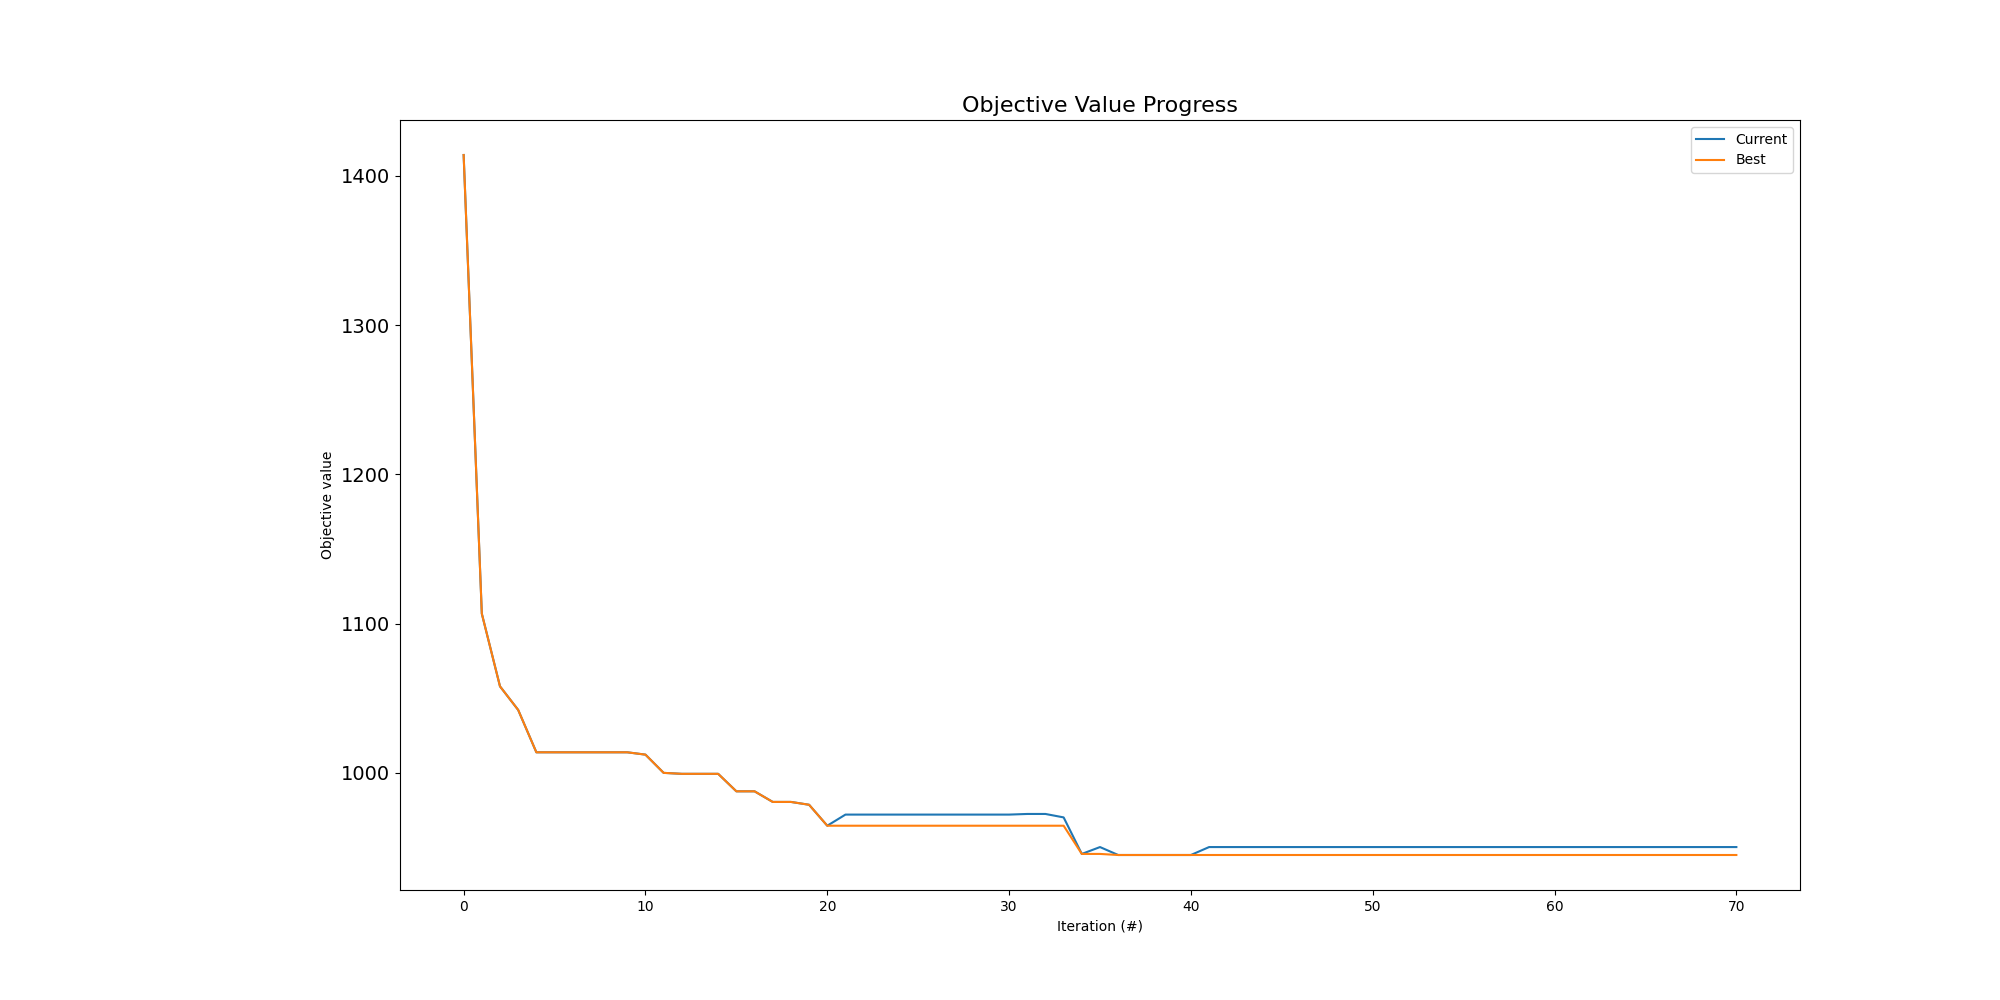 Objective Value Progress
Current
Best
1400
1300
1200
1100
1000
Objective value
0 10 20 30 40 50 60 70
Iteration (#)